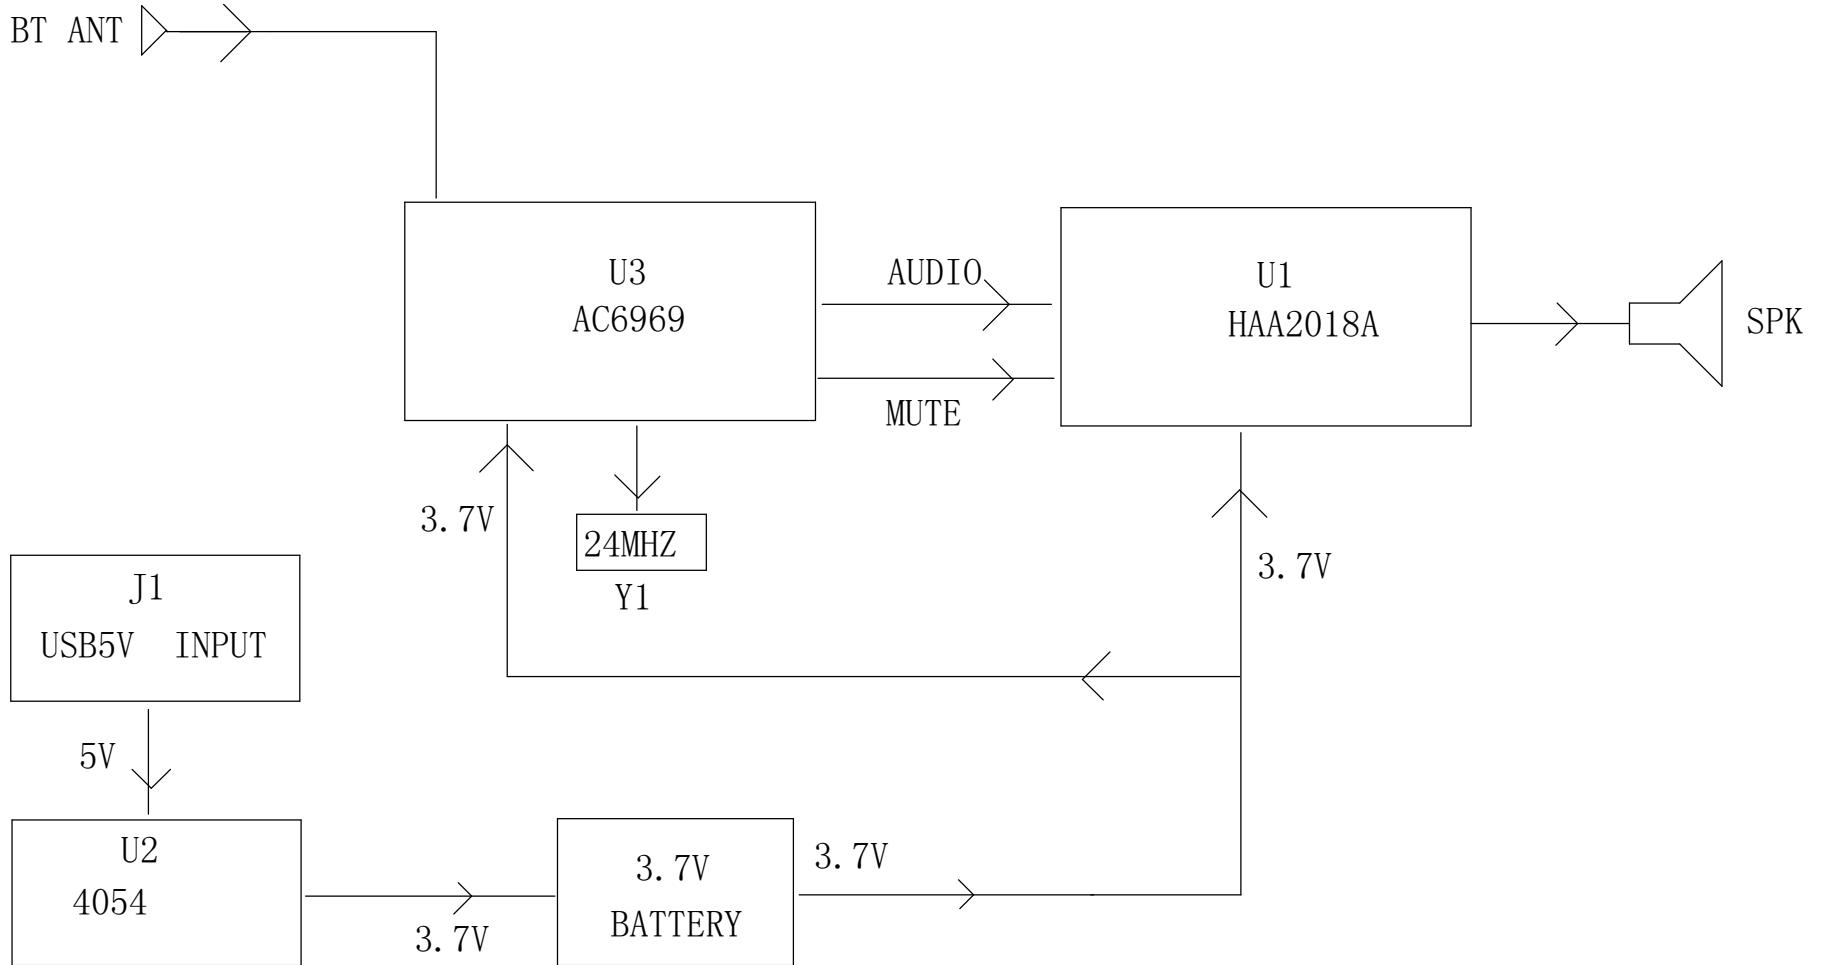 BT ANT
U3
AC6969
AUDIO
MUTE
U1
HAA2018A
SPK
3.7V
24MHZ
Y1
3.7V
J1
USB5V INPUT
5V
U2
4054
3.7V
3.7V
BATTERY
3.7V